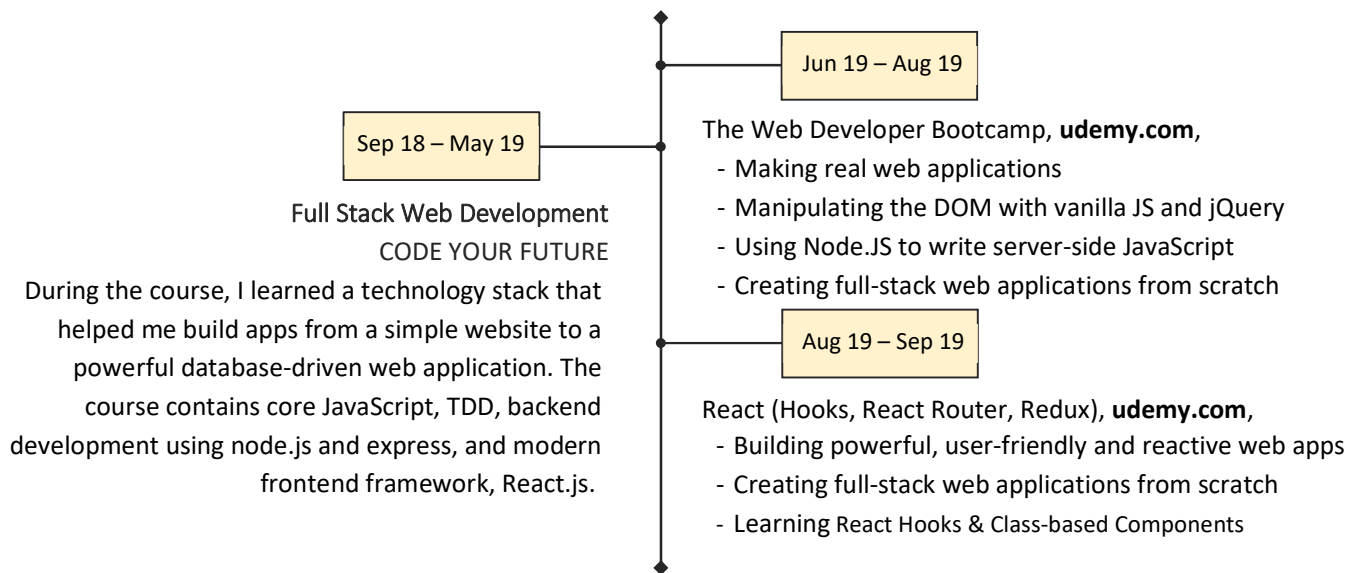 Sep 18 – May 19
Full Stack Web Development
CODE YOUR FUTURE
During the course, I learned a technology stack that
helped me build apps from a simple website to a
powerful database-driven web application. The
course contains core JavaScript, TDD, backend
development using node.js and express, and modern
frontend framework, React.js.
Jun 19 – Aug 19
The Web Developer Bootcamp, udemy.com,
- Making real web applications
- Manipulating the DOM with vanilla JS and jQuery
- Using Node.JS to write server-side JavaScript
- Creating full-stack web applications from scratch
Aug 19 – Sep 19
React (Hooks, React Router, Redux), udemy.com,
- Building powerful, user-friendly and reactive web apps
- Creating full-stack web applications from scratch
- Learning React Hooks & Class-based Components